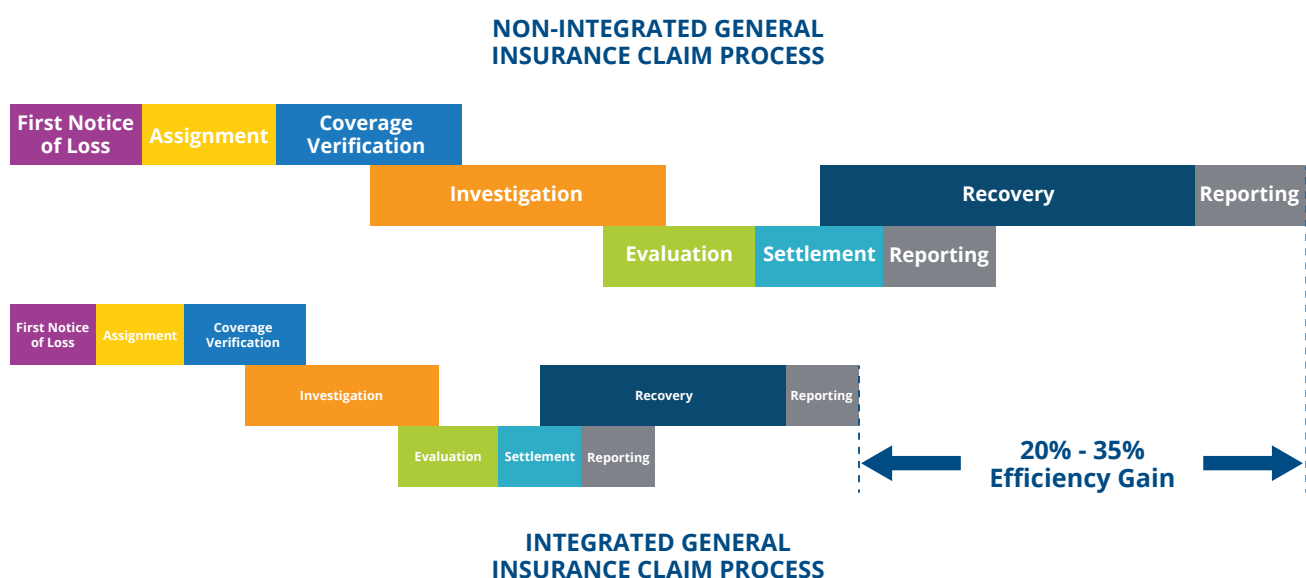 NON-INTEGRATED GENERAL
INSURANCE CLAIM PROCESS
First Notice
of Loss
Assignment
Coverage
Verification
Investigation
Recovery
Reporting
Evaluation
Settlement
Reporting
First Notice
of Loss
Assignment
Coverage
Verification
Investigation
Recovery
Reporting
Evaluation
Settlement
Reporting
20% - 35%
Efficiency Gain
INTEGRATED GENERAL
INSURANCE CLAIM PROCESS